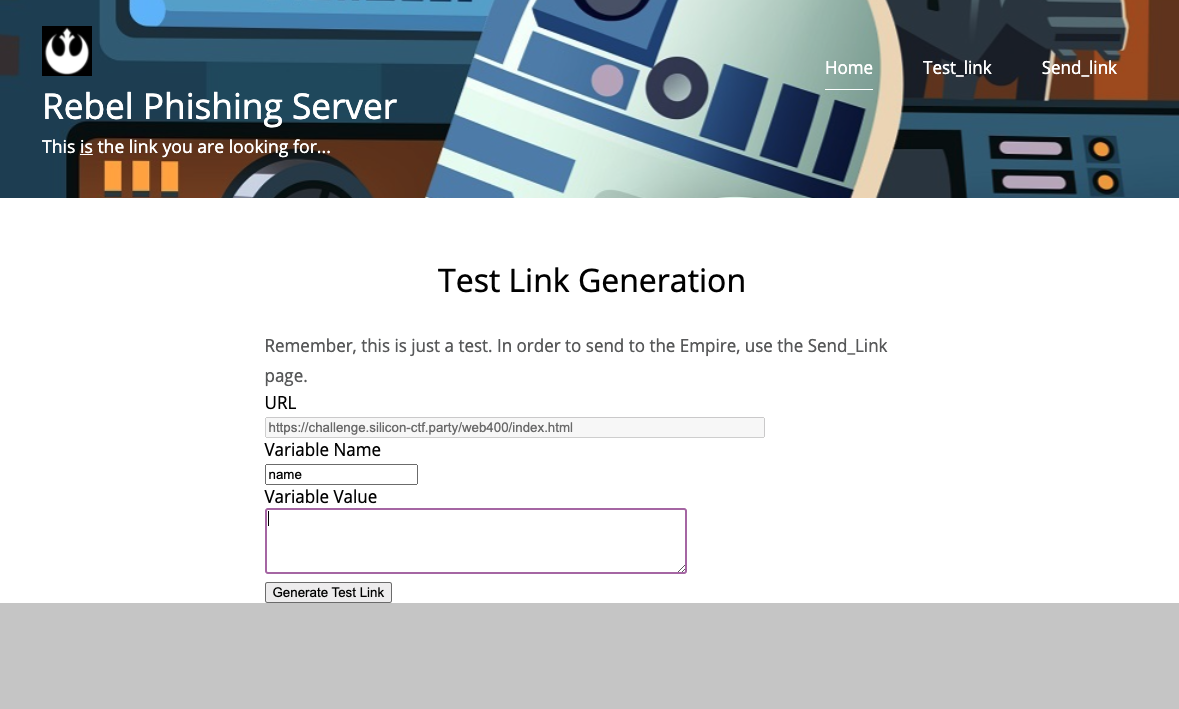 Home Test_link Send_link
Rebel Phishing Server
This is the link you are looking for...
Test Link Generation
Remember, this is just a test. In order to send to the Empire, use the Send_Link
page.
URL
https://challenge.silicon-ctf.party/web400/index.html
Variable Name
name
Variable Value
Generate Test Link